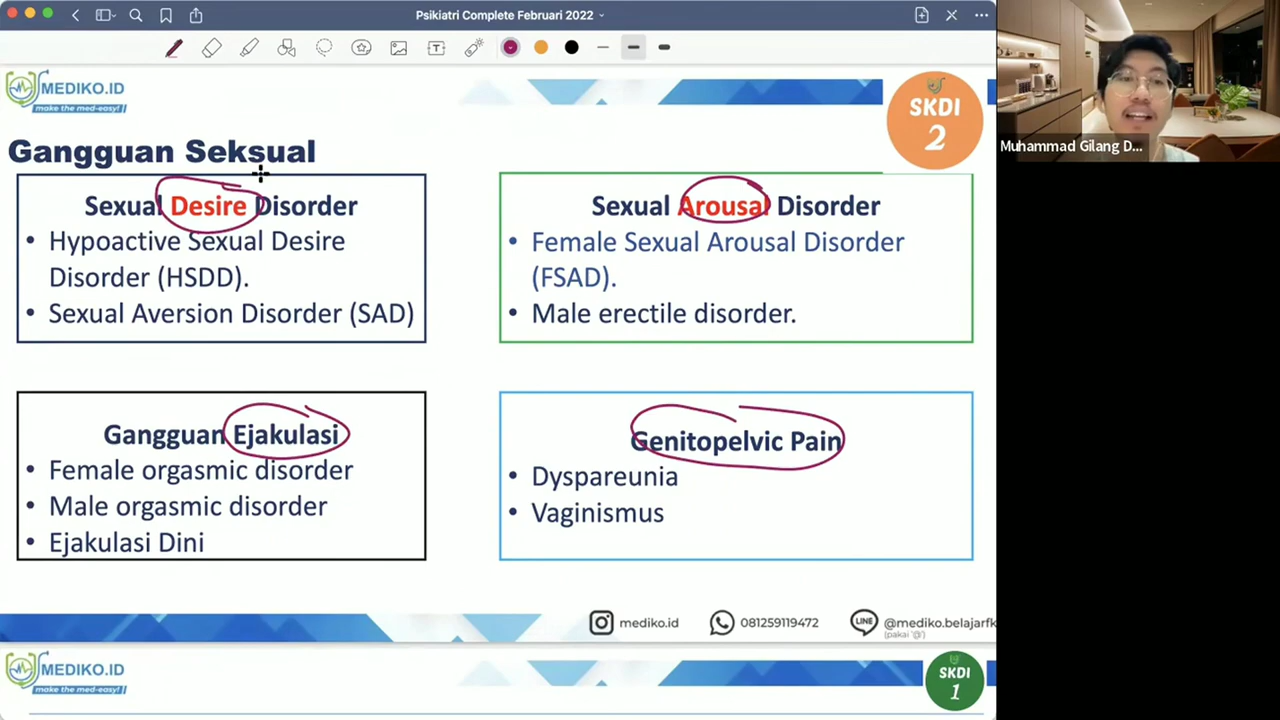 Psikiatri Complete Februari 2022
MEDIKO.ID
make the med-easy!
SKDI
2
Muhammad Gilang D...
Gangguan Seksual
Sexual Desire Disorder
• Hypoactive Sexual Desire
Disorder (HSDD).
• Sexual Aversion Disorder (SAD)
Sexual Arousal Disorder
• Female Sexual Arousal Disorder
(FSAD).
• Male erectile disorder.
Gangguan Ejakulasi
• Female orgasmic disorder
• Male orgasmic disorder
• Ejakulasi Dini
Genitopelvic Pain
• Dyspareunia
• Vaginismus
mediko.id
081259119472
LINE
@mediko.belajarfk
(pakai '@')
MEDIKO.ID
make the med-easy!
SKDI
1